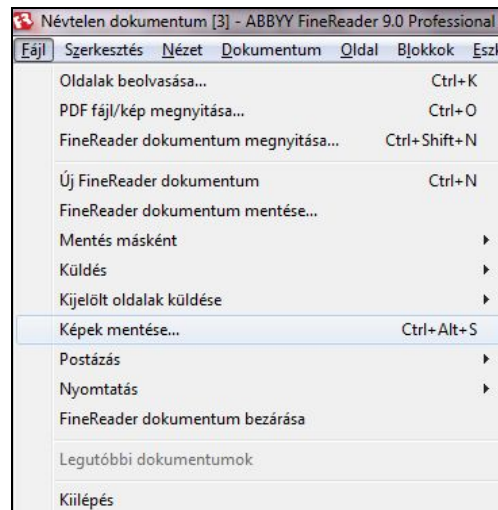 Névtelen dokumentum [3] - ABBYY FineReader 9.0 Professional
Fájl Szerkesztés Nézet Dokumentum Oldal Blokkok
Oldalak beolvasása... Ctrl+K
PDF fájl/kép megnyitása... Ctrl+O
FineReader dokumentum megnyitása... Ctrl+Shift+N
Új FineReader dokumentum Ctrl+N
FineReader dokumentum mentése...
Mentés másként
Küldés
Kijelölt oldalak küldése
Képek mentése... Ctrl+Alt+S
Postázás
Nyomtatás
FineReader dokumentum bezárása
Legutóbbi dokumentumok
Kiilépés